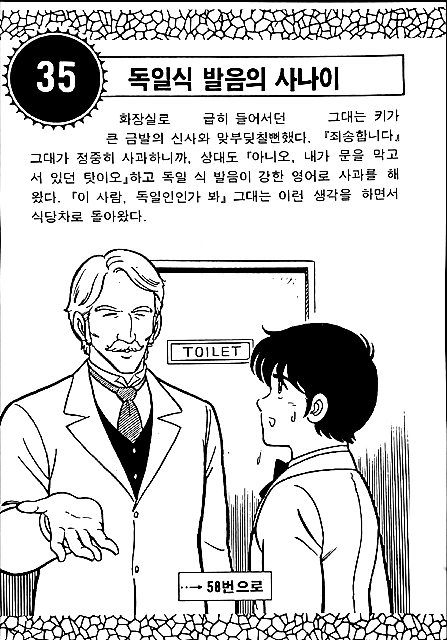 35
독일식 발음의 사나이
화장실로 급히 들어서던 그대는 키가
큰 금발의 신사와 맞부딪칠뻔했다. 『죄송합니다』
그대가 정중히 사과하니까, 상대도 『아니오, 내가 문을 막고
서 있던 탓이오』하고 독일 식 발음이 강한 영어로 사과를 해
왔다. 『이 사람, 독일인인가 봐』 그대는 이런 생각을 하면서
식당차로 돌아왔다.
TOILET
…→ 58번으로